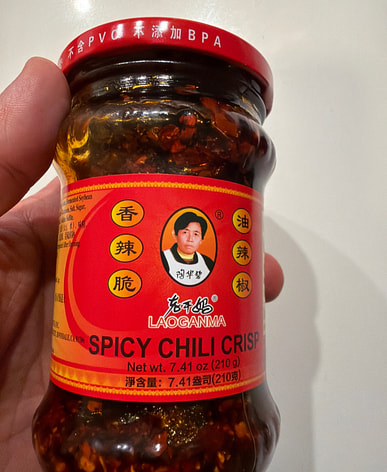 不含PVC 不添加BPA
香辣脆
油辣椒
陶华碧
老干妈®
LAOGANMA
®
SPICY CHILI CRISP
Net wt. 7.41 oz (210 g)
淨含量: 7.41盎司(210克)